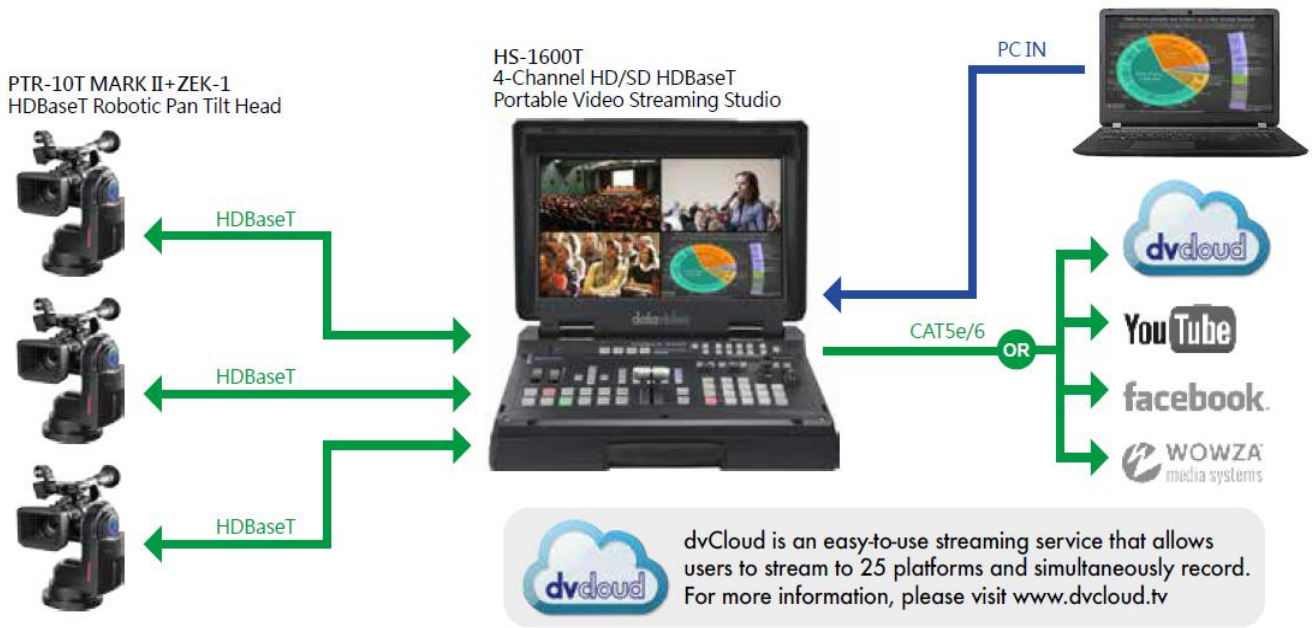 PTR-10T MARK II+ZEK-1
HDBaseT Robotic Pan Tilt Head
HS-1600T
4-Channel HD/SD HDBaseT
Portable Video Streaming Studio
PC IN
HDBaseT
HDBaseT
HDBaseT
datavideo
CAT5e/6
OR
dvcloud
YouTube
facebook.
WOWZA
media systems
dvcloud
dvCloud is an easy-to-use streaming service that allows
users to stream to 25 platforms and simultaneously record.
For more information, please visit www.dvcloud.tv